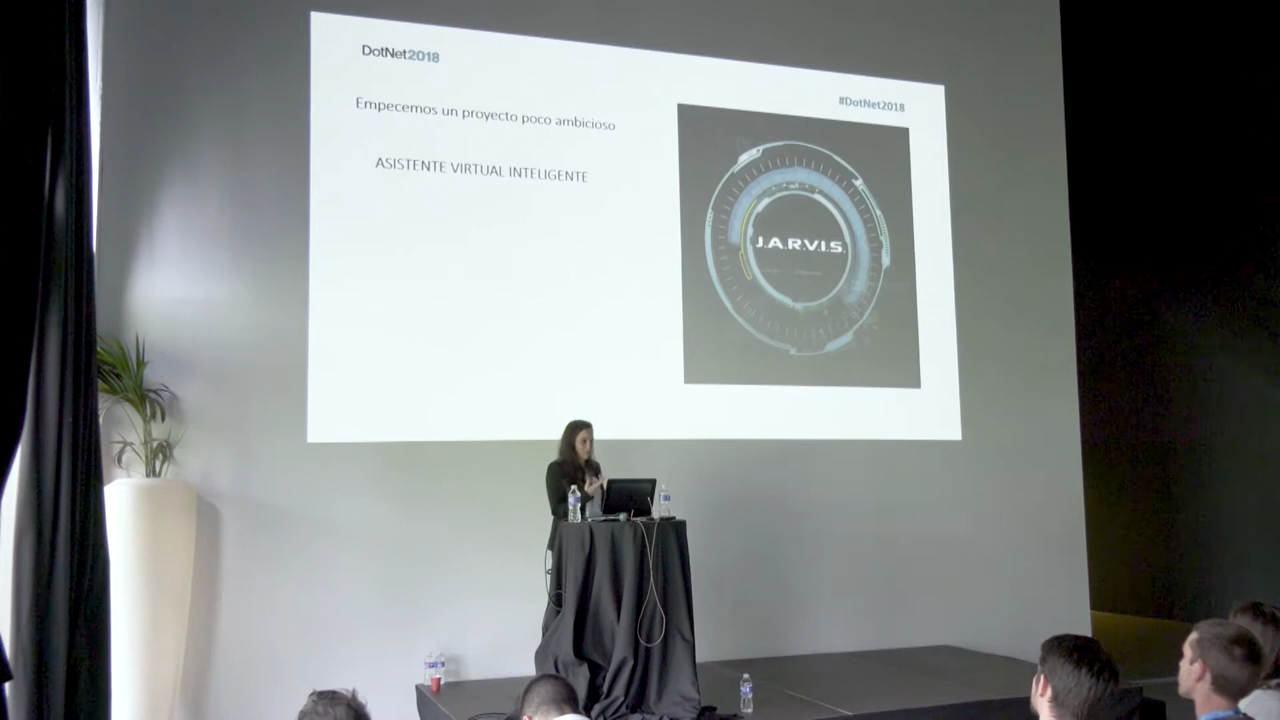 DotNet2018
#DotNet2018
Empecemos un proyecto poco ambicioso
ASISTENTE VIRTUAL INTELIGENTE
J.A.R.V.I.S.